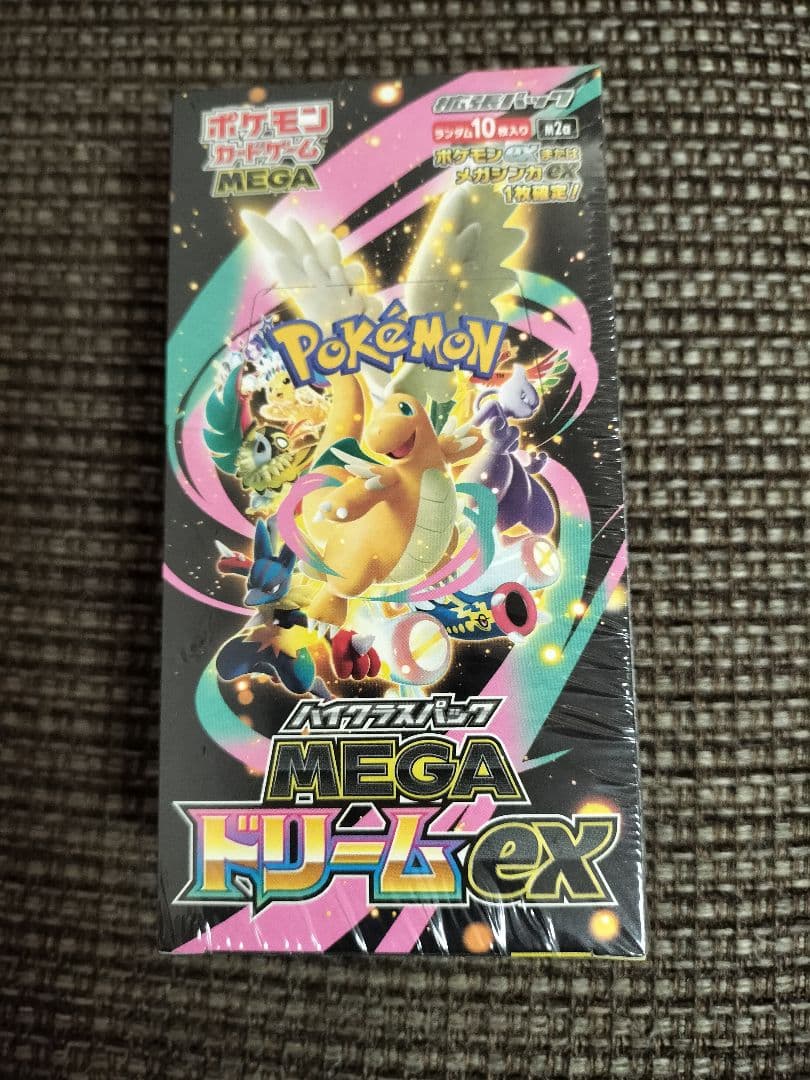 ポケモン
カードゲーム
MEGA
拡張パック
ランダム10枚入り M2a
ポケモンexまたは
メガシンカex
1枚確定!
POKÉMON
TM
ハイクラスパック
MEGA
ドリームex